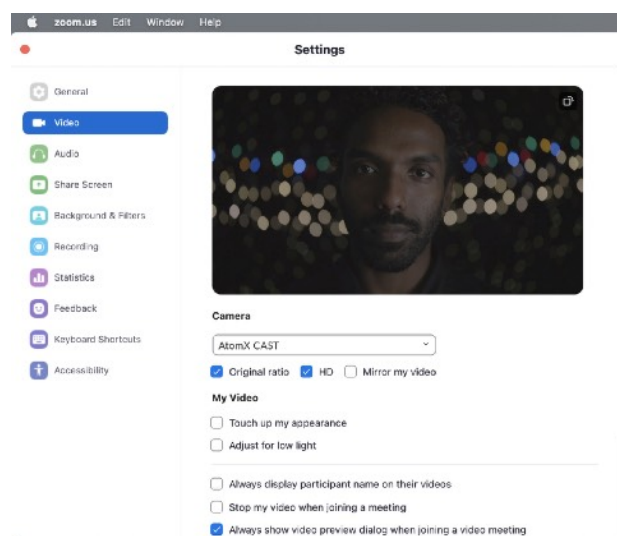 zoom.us Edit Window Help
Settings
General
Video
Audio
Share Screen
Background & Filters
Recording
Statistics
Feedback
Keyboard Shortcuts
Accessibility
Camera
AtomX CAST
Original ratio HD Mirror my video
My Video
Touch up my appearance
Adjust for low light
Always display participant name on their videos
Stop my video when joining a meeting
Always show video preview dialog when joining a video meeting